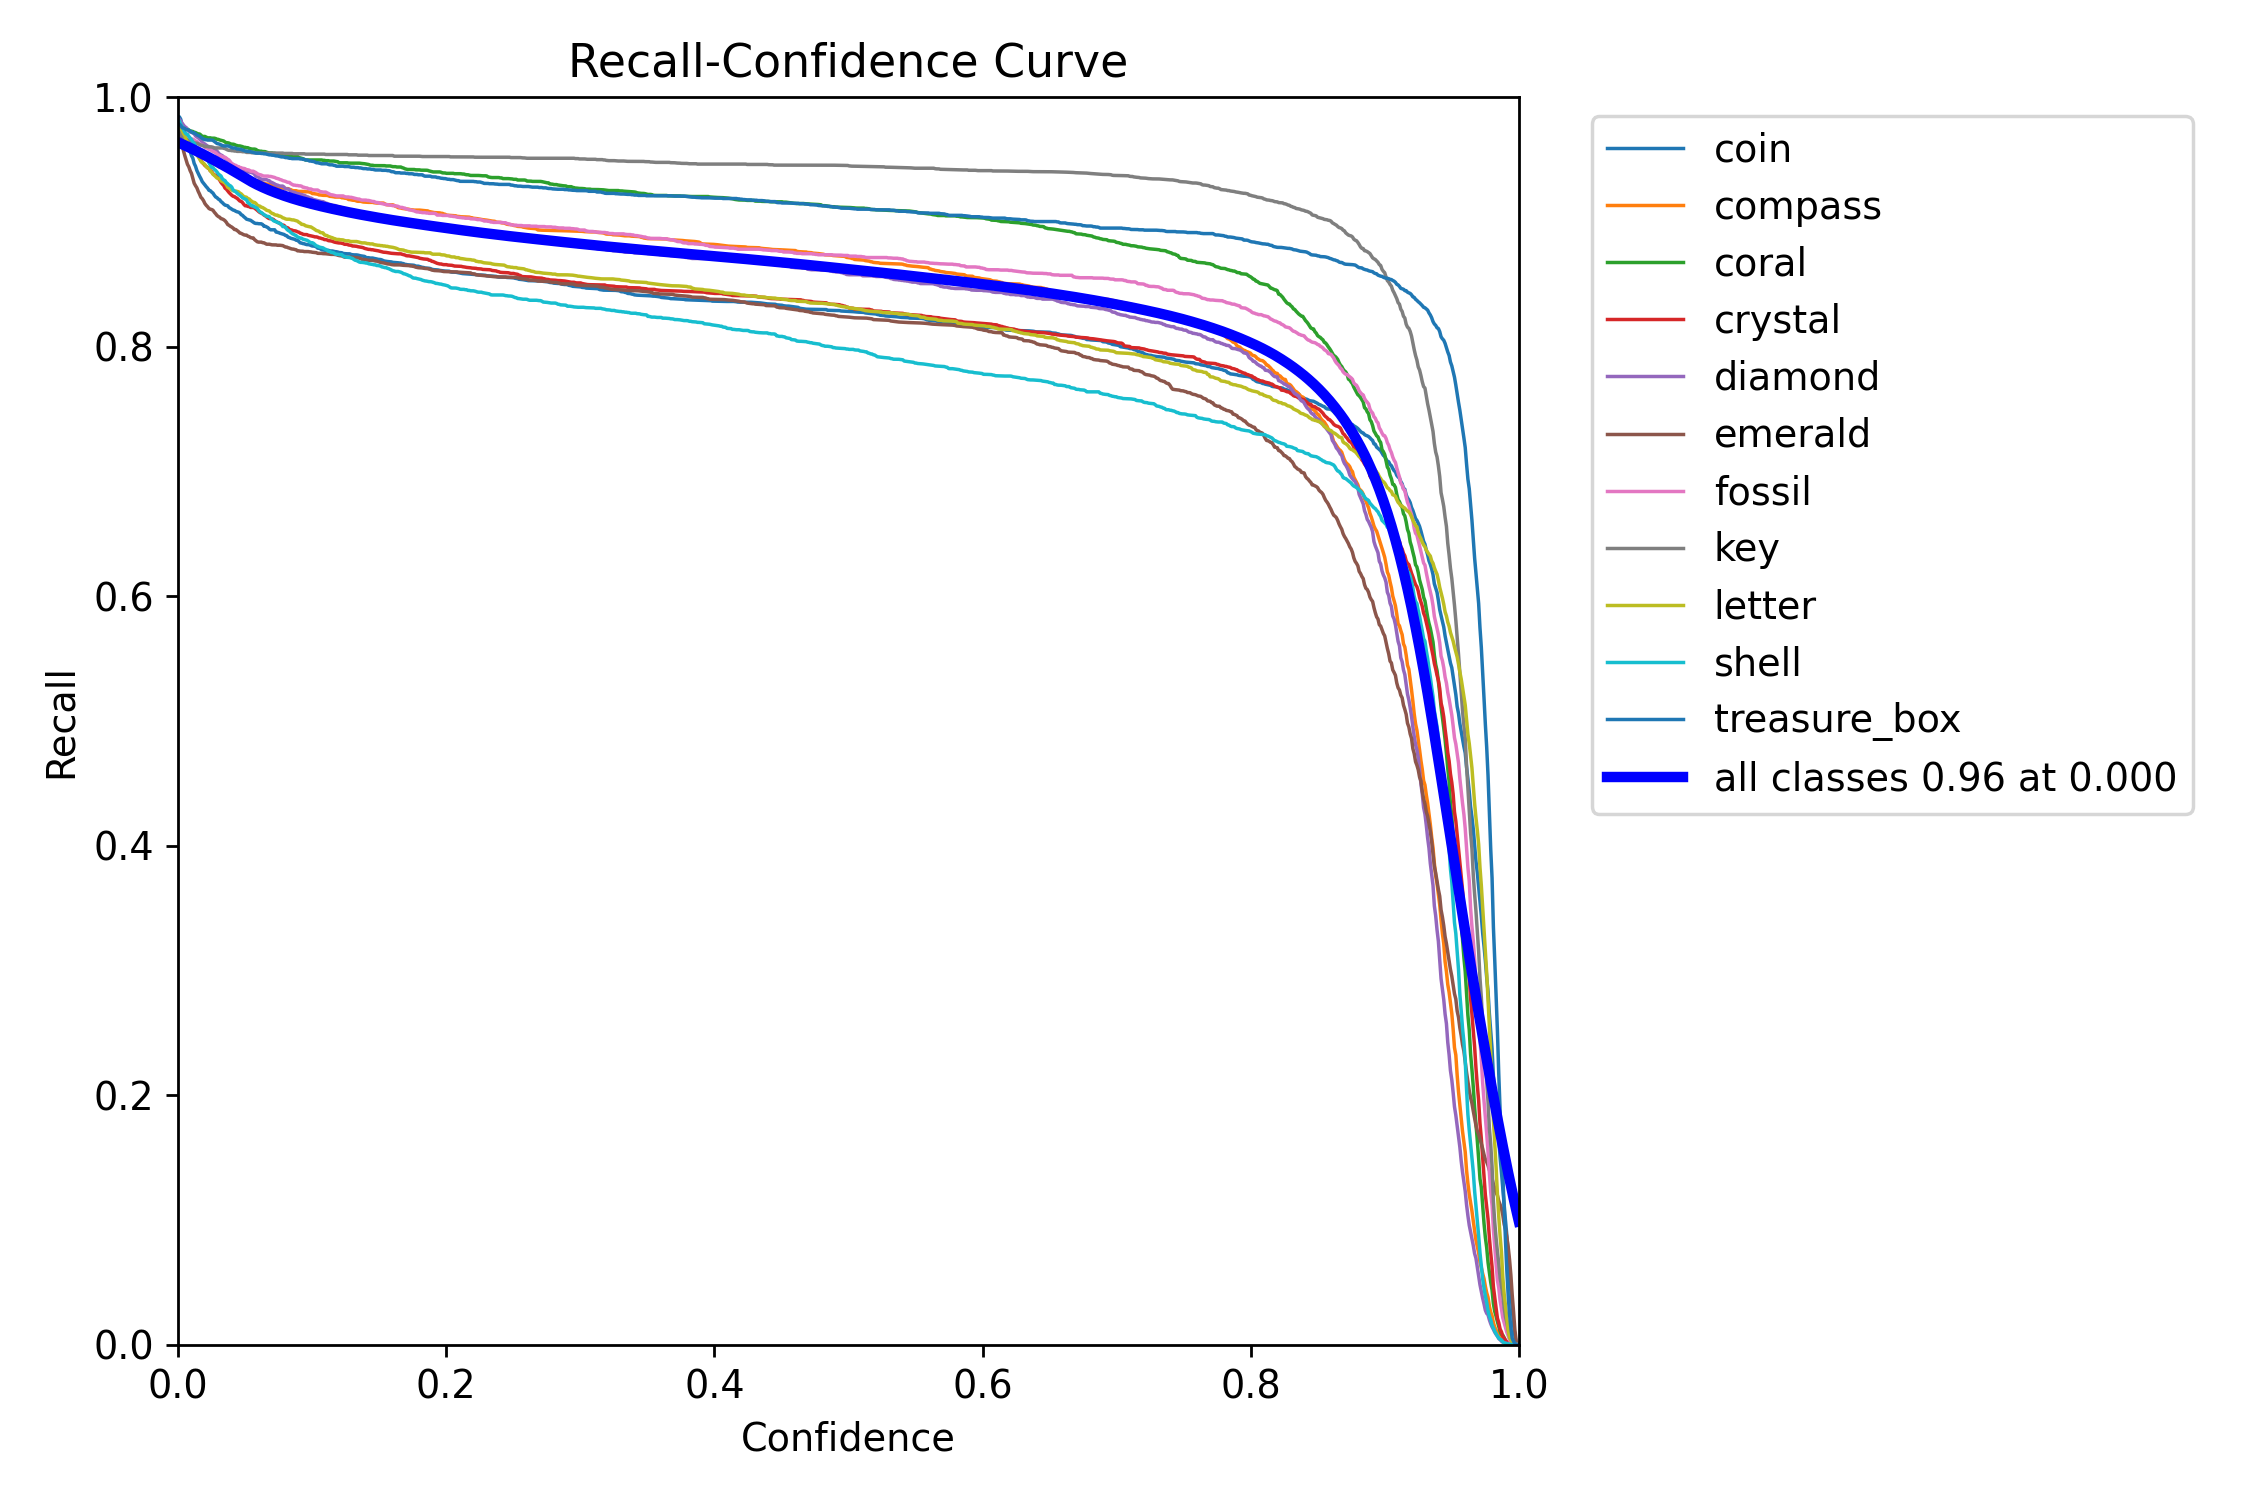 Recall-Confidence Curve
1.0
0.8
0.6
0.4
0.2
0.0
Recall
0.0 0.2 0.4 0.6 0.8 1.0
Confidence
coin
compass
coral
crystal
diamond
emerald
fossil
key
letter
shell
treasure_box
all classes 0.96 at 0.000